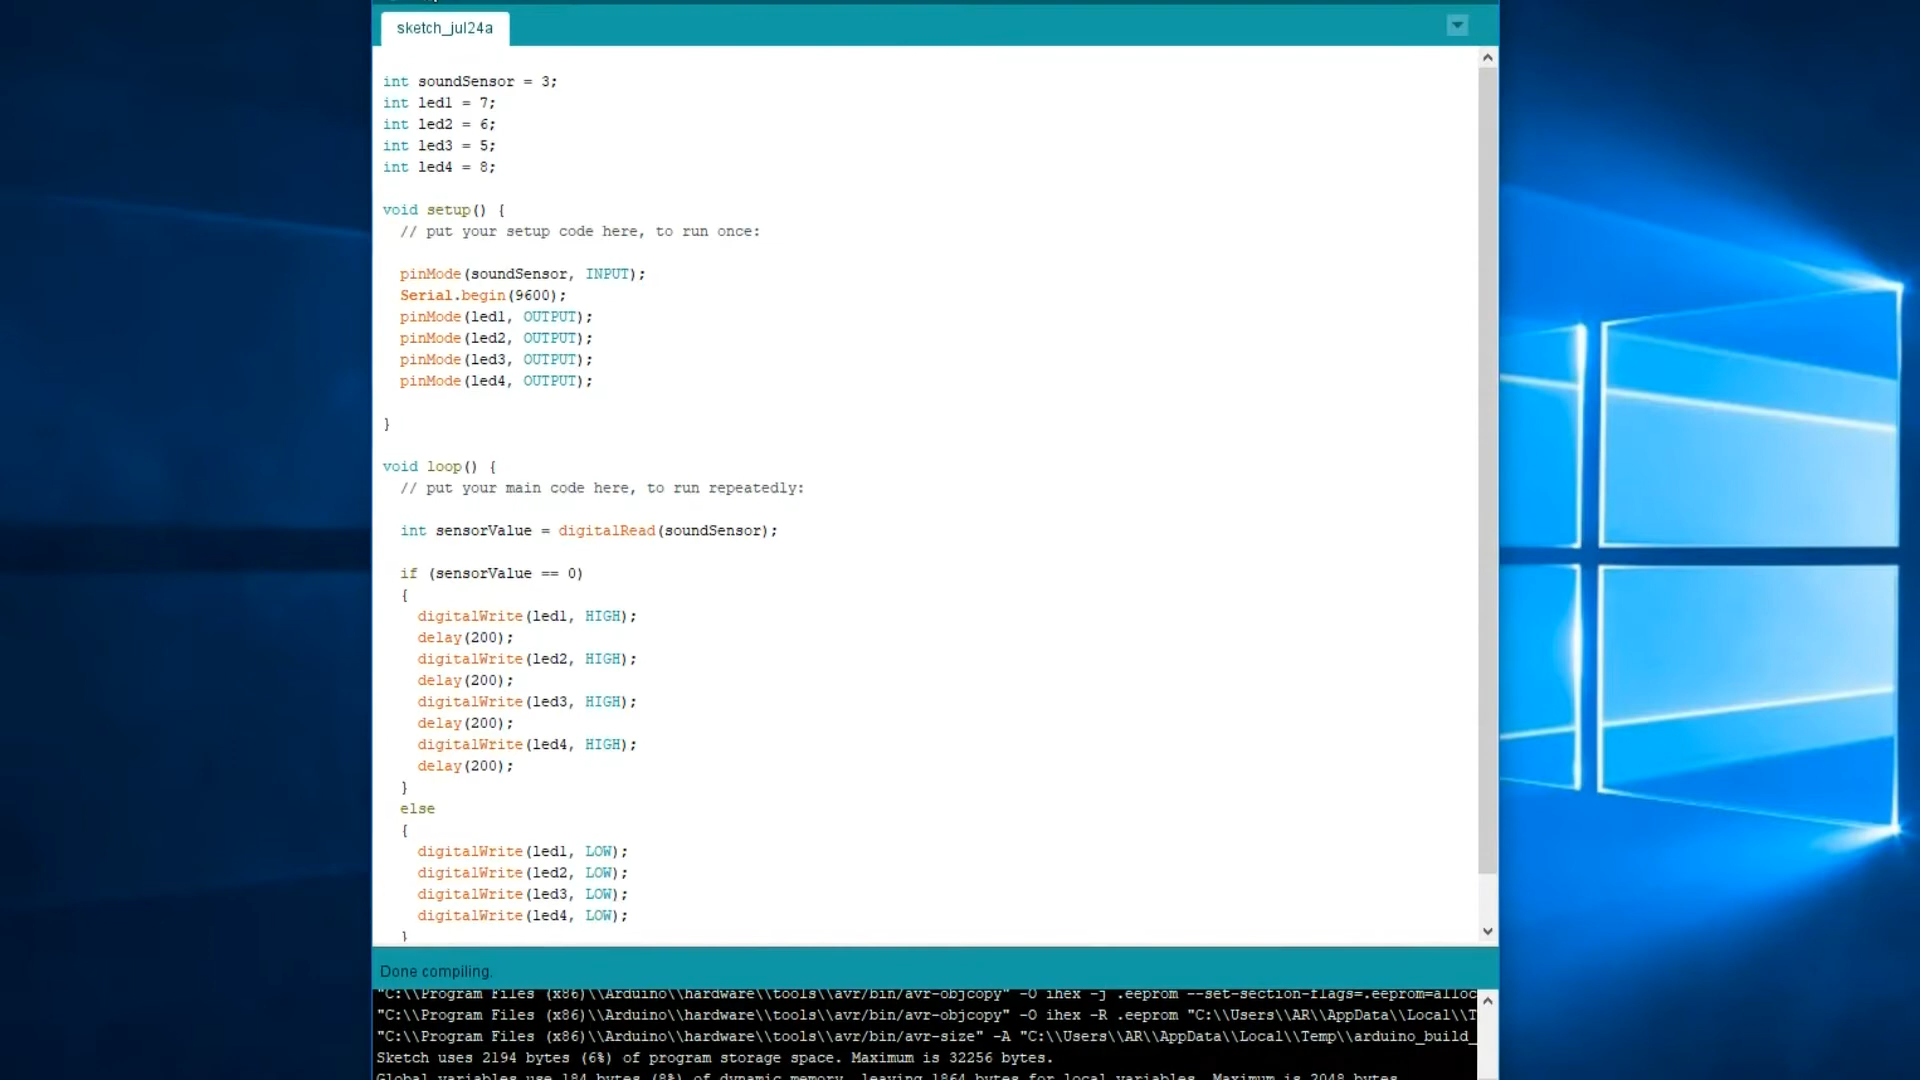 sketch_jul24a
int soundSensor = 3;
int led1 = 7;
int led2 = 6;
int led3 = 5;
int led4 = 8;
void setup() {
// put your setup code here, to run once:
pinMode(soundSensor, INPUT);
Serial.begin(9600);
pinMode(led1, OUTPUT);
pinMode(led2, OUTPUT);
pinMode(led3, OUTPUT);
pinMode(led4, OUTPUT);
}
void loop() {
// put your main code here, to run repeatedly:
int sensorValue = digitalRead(soundSensor);
if (sensorValue == 0)
{
digitalWrite(led1, HIGH);
delay(200);
digitalWrite(led2, HIGH);
delay(200);
digitalWrite(led3, HIGH);
delay(200);
digitalWrite(led4, HIGH);
delay(200);
}
else
{
digitalWrite(led1, LOW);
digitalWrite(led2, LOW);
digitalWrite(led3, LOW);
digitalWrite(led4, LOW);
}
Done compiling.
"C:\\Program Files (x86)\\Arduino\\hardware\\tools\\avr/bin/avr-objcopy" -O ihex -j .eeprom --set-section-flags=.eeprom=alloc
"C:\\Program Files (x86)\\Arduino\\hardware\\tools\\avr/bin/avr-objcopy" -O ihex -R .eeprom "C:\\Users\\AR\\AppData\\Local\\T
"C:\\Program Files (x86)\\Arduino\\hardware\\tools\\avr/bin/avr-size" -A "C:\\Users\\AR\\AppData\\Local\\Temp\\arduino_build_
Sketch uses 2194 bytes (6%) of program storage space. Maximum is 32256 bytes.
Global variables use 184 bytes (8%) of dynamic memory, leaving 1864 bytes for local variables. Maximum is 2048 bytes.